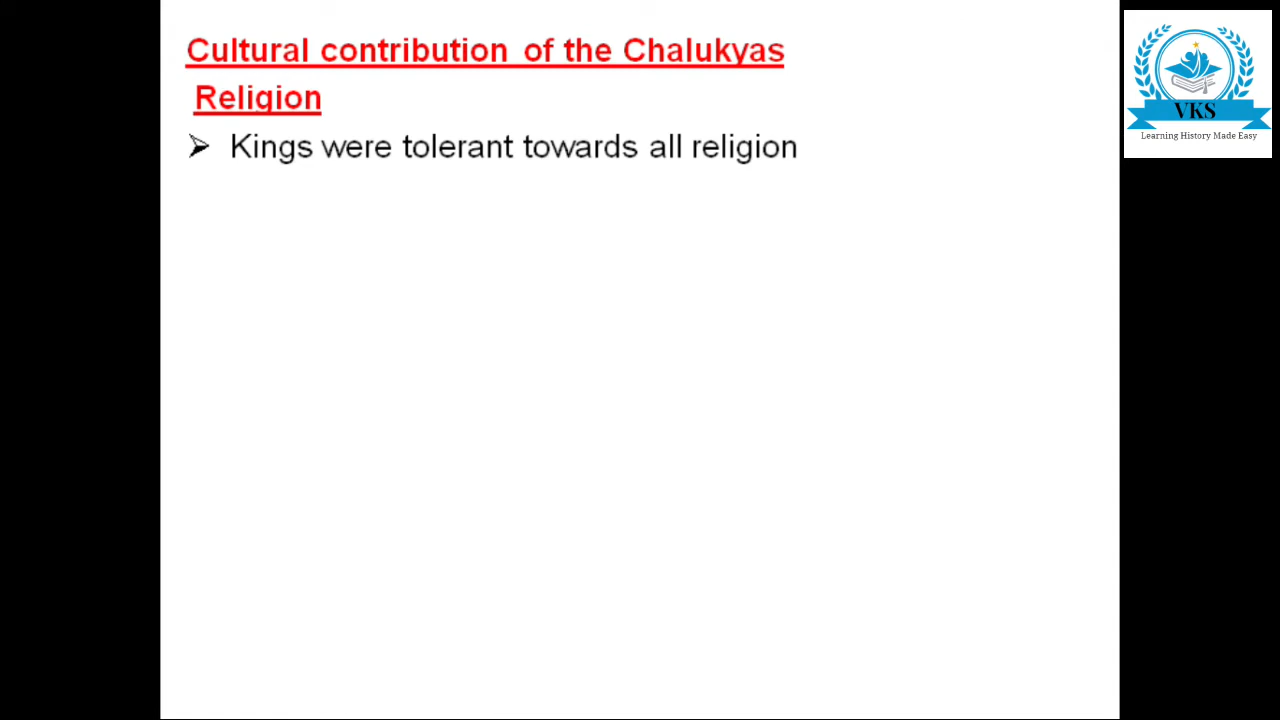 Cultural contribution of the Chalukyas
Religion
➢ Kings were tolerant towards all religion
VKS
Learning History Made Easy